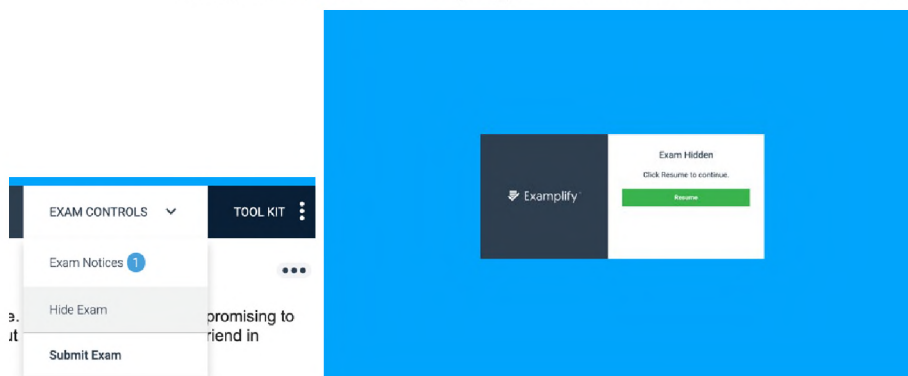 EXAM CONTROLS
TOOL KIT
Exam Notices 1
Hide Exam
e.
promising to
ut
riend in
Submit Exam
Examplify
Exam Hidden
Click Resume to continue.
Resume